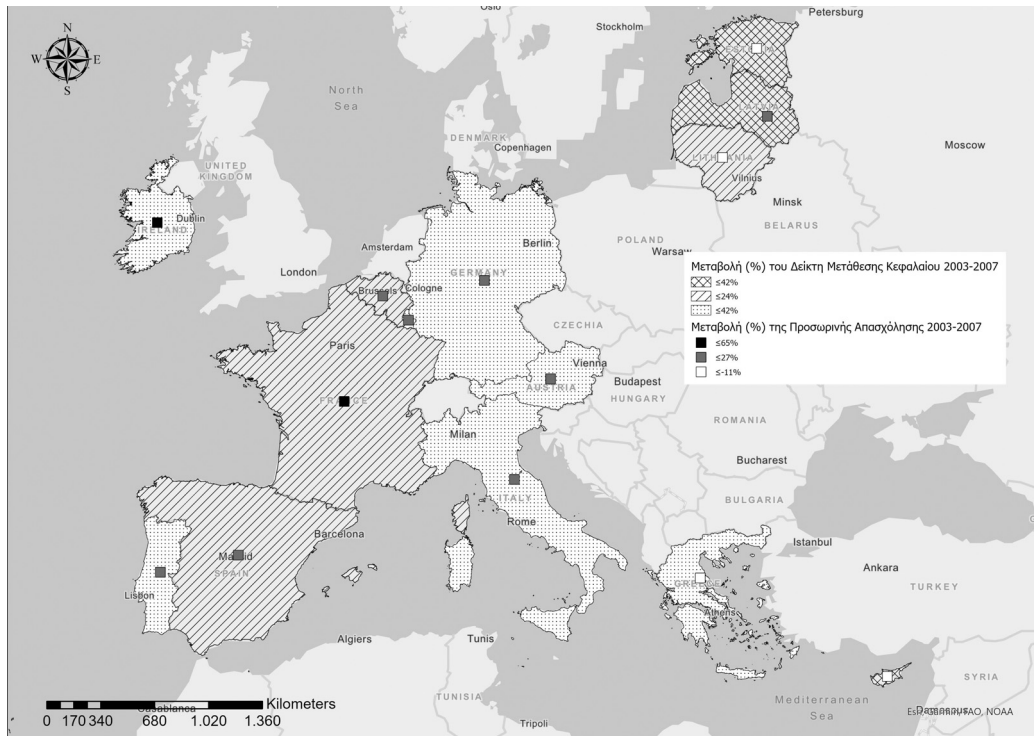 Oslo
Stockholm
Petersburg
N
W E
S
North
Sea
ESTONIA
LATVIA
DENMARK
Copenhagen
Moscow
LITHUANIA
Vilnius
UNITED
KINGDOM
Minsk
Dublin
IRELAND
BELARUS
Amsterdam
Berlin
POLAND
Warsaw
London
GERMANY
Brussels
Cologne
Μεταβολή (%) του Δείκτη Μετάθεσης Κεφαλαίου 2003-2007
≤42%
≤24%
≤42%
Μεταβολή (%) της Προσωρινής Απασχόλησης 2003-2007
≤65%
≤27%
≤-11%
CZECHIA
Paris
Vienna
Budapest
AUSTRIA
HUNGARY
FRANCE
Milan
ROMANIA
Bucharest
ITALY
BULGARIA
Rome
Barcelona
Istanbul
Madrid
SPAIN
Ankara
TURKEY
GREECE
Lisbon
Athens
Algiers
Tunis
SYRIA
TUNISIA
Mediterranean
Sea
Kilometers
Casablanca
0 170 340 680 1.020 1.360
Damascus
Esri, Garmin, FAO, NOAA
Tripoli